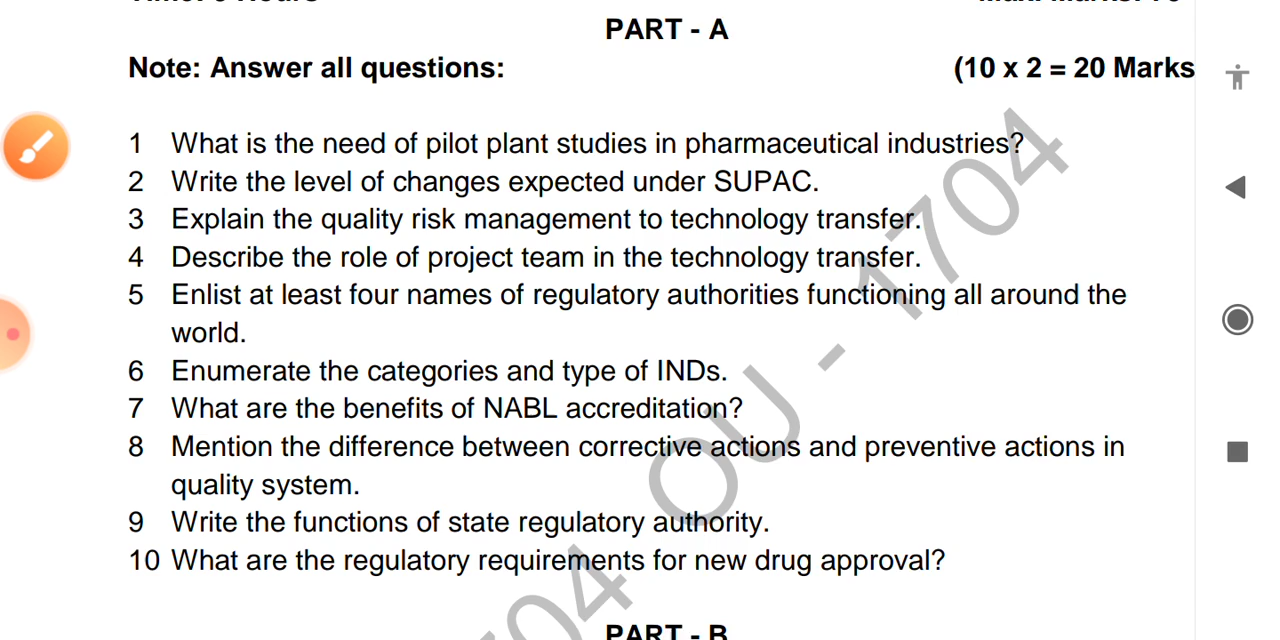 PART - A
Note: Answer all questions:
(10 x 2 = 20 Marks
1 What is the need of pilot plant studies in pharmaceutical industries?
2 Write the level of changes expected under SUPAC.
3 Explain the quality risk management to technology transfer.
4 Describe the role of project team in the technology transfer.
5 Enlist at least four names of regulatory authorities functioning all around the
world.
6 Enumerate the categories and type of INDs.
7 What are the benefits of NABL accreditation?
8 Mention the difference between corrective actions and preventive actions in
quality system.
9 Write the functions of state regulatory authority.
10 What are the regulatory requirements for new drug approval?
PART - B
OU - 1704
704